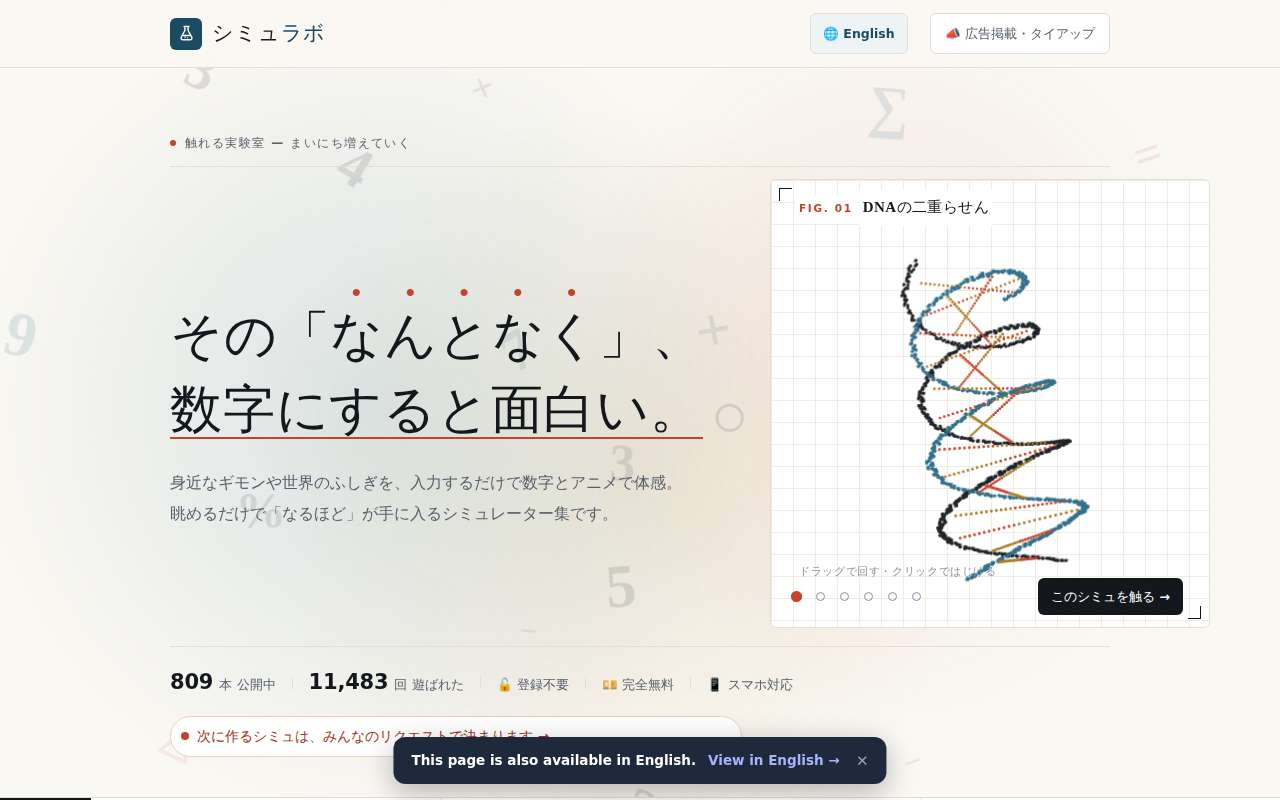 シミュラボ
🌐 English
📣 広告掲載・タイアップ
触れる実験室 — まいにち増えていく
FIG. 01 DNAの二重らせん
その「なんとなく」、
数字にすると面白い。
身近なギモンや世界のふしぎを、入力するだけで数字とアニメで体感。
眺めるだけで「なるほど」が手に入るシミュレーター集です。
ドラッグで回す・クリックではじける
このシミュを触る →
809 本 公開中
11,483 回 遊ばれた
🔓 登録不要
💴 完全無料
📱 スマホ対応
次に作るシミュは、みんなのリクエストで決まります →
This page is also available in English. View in English → ×
3
×
Σ
=
4
9
+
○
3
%
5